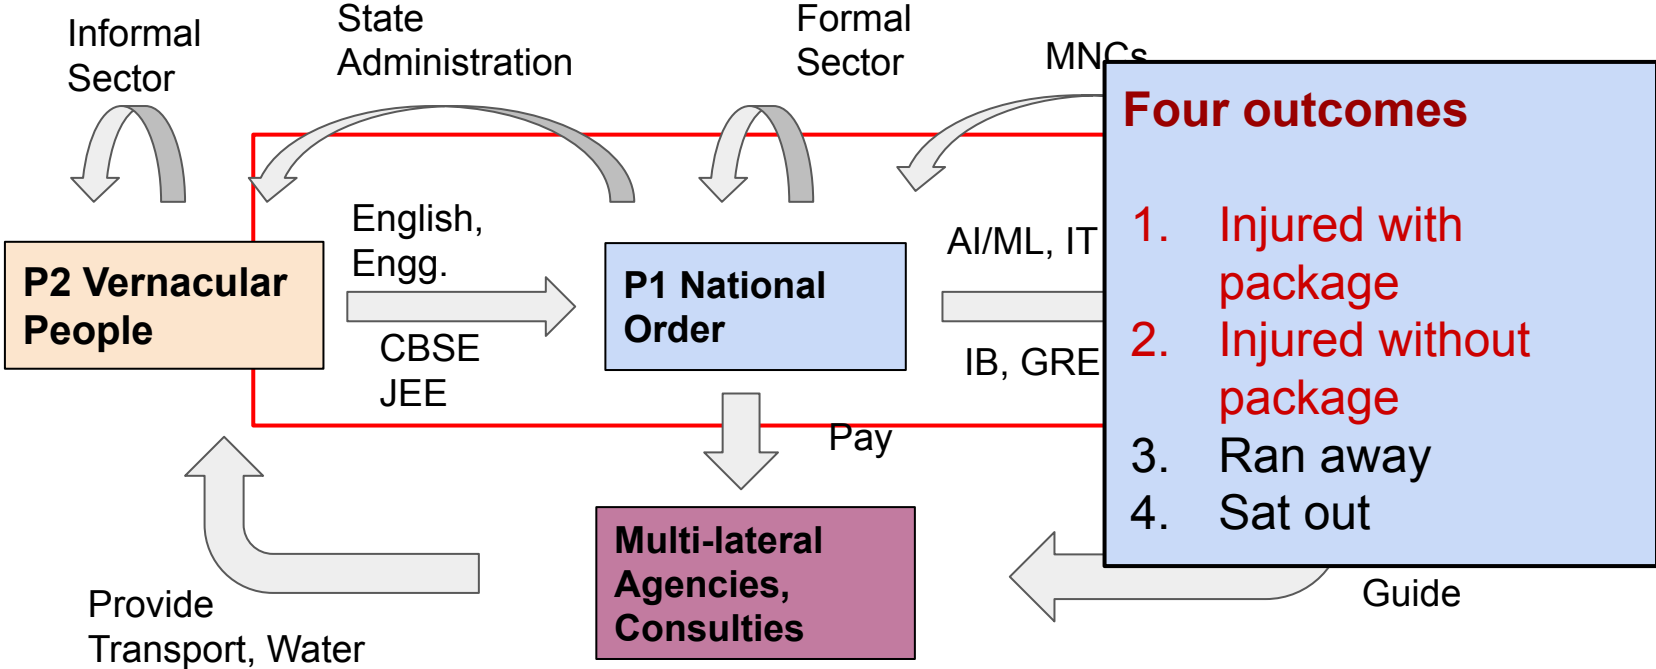 Informal
Sector
State
Administration
Formal
Sector
MNCs
Four outcomes
1. Injured with
package
2. Injured without
package
3. Ran away
4. Sat out
English,
Engg.
CBSE
JEE
AI/ML, IT
IB, GRE
P2 Vernacular
People
P1 National
Order
Pay
Multi-lateral
Agencies,
Consulties
Provide
Transport, Water
Guide